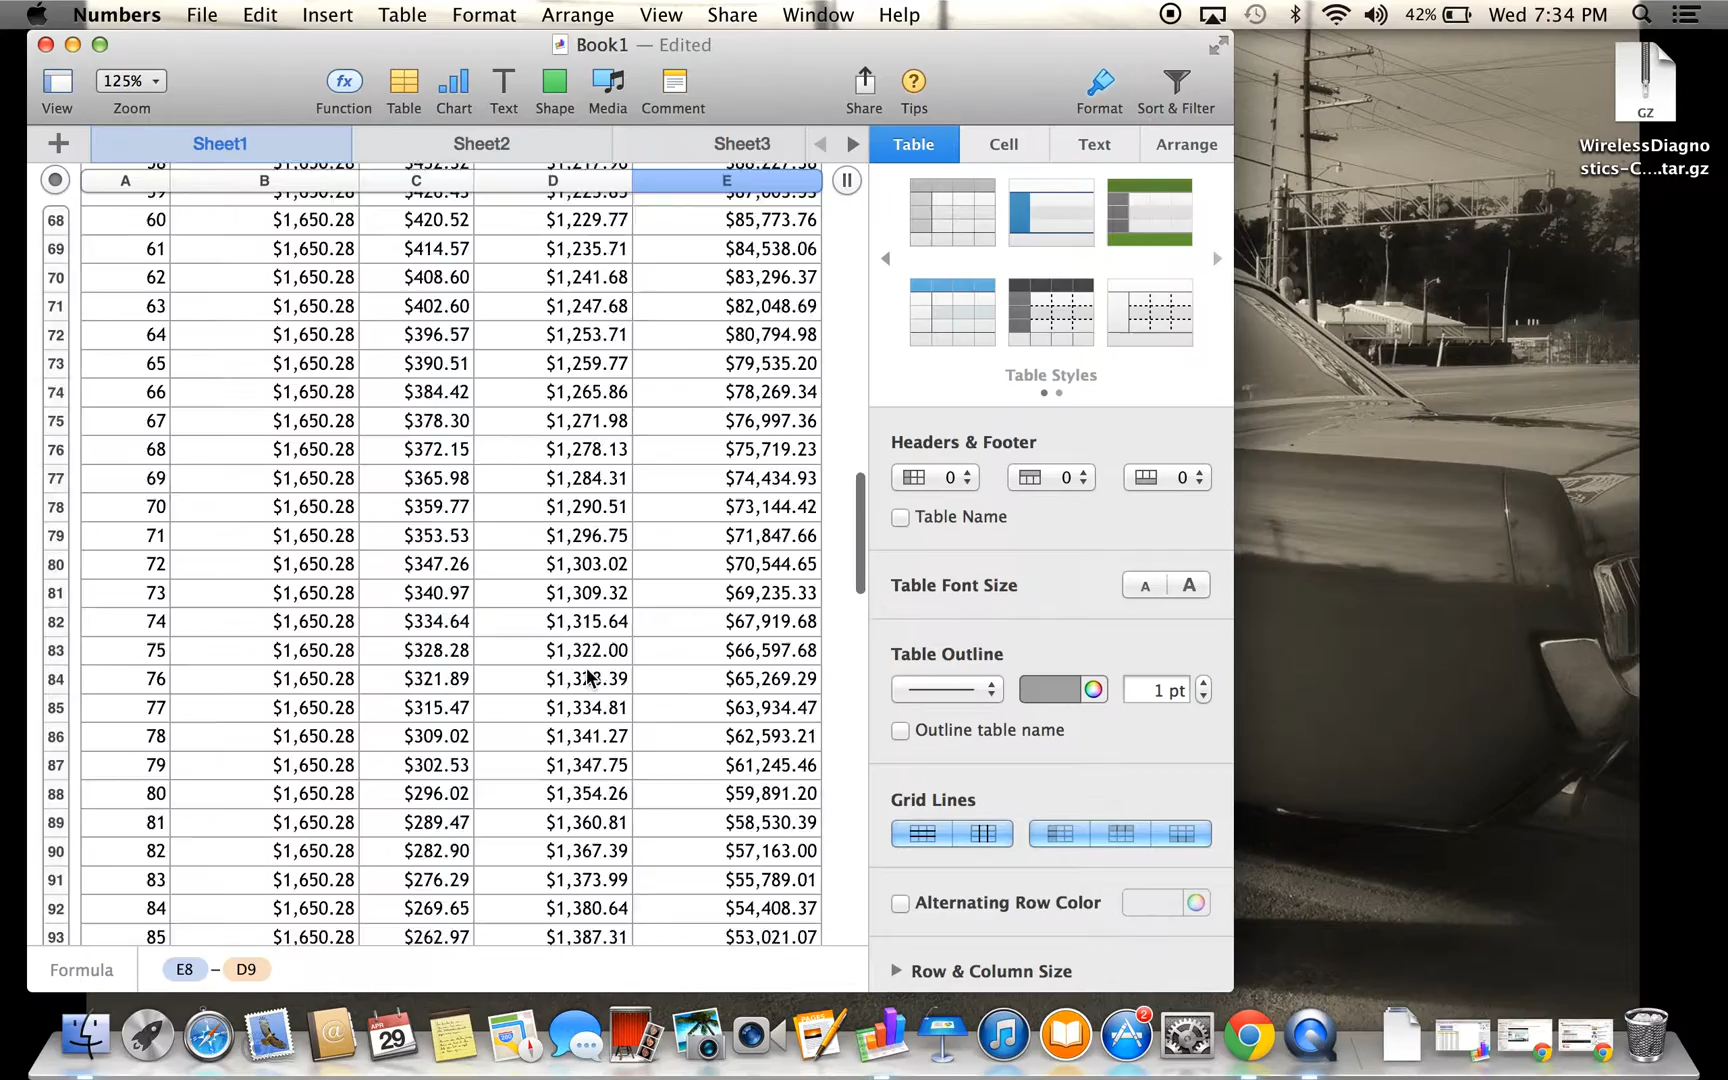 Numbers File Edit Insert Table Format Arrange View Share Window Help 42% Wed 7:34 PM
Book1 — Edited
125%
View Zoom Function Table Chart Text Shape Media Comment Share Tips Format Sort & Filter
fx T ?
Sheet1 Sheet2 Sheet3
Table Cell Text Arrange
A B C D E
68 60 $1,650.28 $420.52 $1,229.77 $85,773.76
69 61 $1,650.28 $414.57 $1,235.71 $84,538.06
70 62 $1,650.28 $408.60 $1,241.68 $83,296.37
71 63 $1,650.28 $402.60 $1,247.68 $82,048.69
72 64 $1,650.28 $396.57 $1,253.71 $80,794.98
73 65 $1,650.28 $390.51 $1,259.77 $79,535.20
74 66 $1,650.28 $384.42 $1,265.86 $78,269.34
75 67 $1,650.28 $378.30 $1,271.98 $76,997.36
76 68 $1,650.28 $372.15 $1,278.13 $75,719.23
77 69 $1,650.28 $365.98 $1,284.31 $74,434.93
78 70 $1,650.28 $359.77 $1,290.51 $73,144.42
79 71 $1,650.28 $353.53 $1,296.75 $71,847.66
80 72 $1,650.28 $347.26 $1,303.02 $70,544.65
81 73 $1,650.28 $340.97 $1,309.32 $69,235.33
82 74 $1,650.28 $334.64 $1,315.64 $67,919.68
83 75 $1,650.28 $328.28 $1,322.00 $66,597.68
84 76 $1,650.28 $321.89 $65,269.29
85 77 $1,650.28 $315.47 $1,334.81 $63,934.47
86 78 $1,650.28 $309.02 $1,341.27 $62,593.21
87 79 $1,650.28 $302.53 $1,347.75 $61,245.46
88 80 $1,650.28 $296.02 $1,354.26 $59,891.20
89 81 $1,650.28 $289.47 $1,360.81 $58,530.39
90 82 $1,650.28 $282.90 $1,367.39 $57,163.00
91 83 $1,650.28 $276.29 $1,373.99 $55,789.01
92 84 $1,650.28 $269.65 $1,380.64 $54,408.37
93 85 $1,650.28 $262.97 $1,387.31 $53,021.07
Formula E8 – D9
Table Styles
Headers & Footer
0 0 0
Table Name
Table Font Size A A
Table Outline
1 pt
Outline table name
Grid Lines
Alternating Row Color
Row & Column Size
GZ
WirelessDiagno
stics-C....tar.gz
APR
29
2